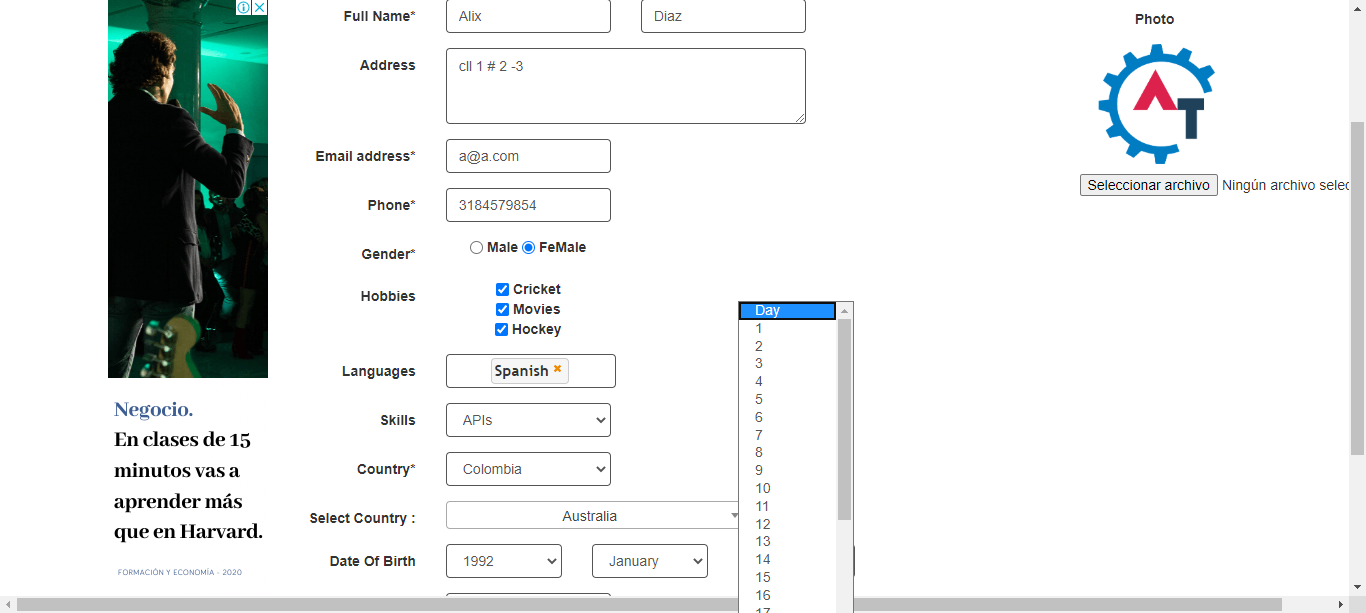 Full Name*
Alix
Diaz
Photo
Address
cll 1 # 2 -3
AT
Email address*
a@a.com
Seleccionar archivo
Ningún archivo selec
Phone*
3184579854
Gender*
Male
FeMale
Hobbies
Cricket
Movies
Hockey
Languages
Spanish
Skills
APIs
Country*
Colombia
Select Country :
Australia
Date Of Birth
1992
January
Day
1
2
3
4
5
6
7
8
9
10
11
12
13
14
15
16
17
Negocio.
En clases de 15
minutos vas a
aprender más
que en Harvard.
FORMACIÓN Y ECONOMÍA - 2020